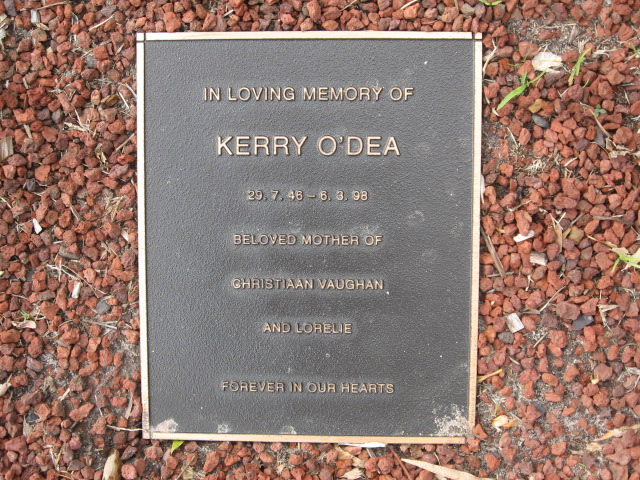 IN LOVING MEMORY OF
KERRY O'DEA
29. 7. 46 – 6. 3. 98
BELOVED MOTHER OF
CHRISTIAAN VAUGHAN
AND LORELIE
FOREVER IN OUR HEARTS